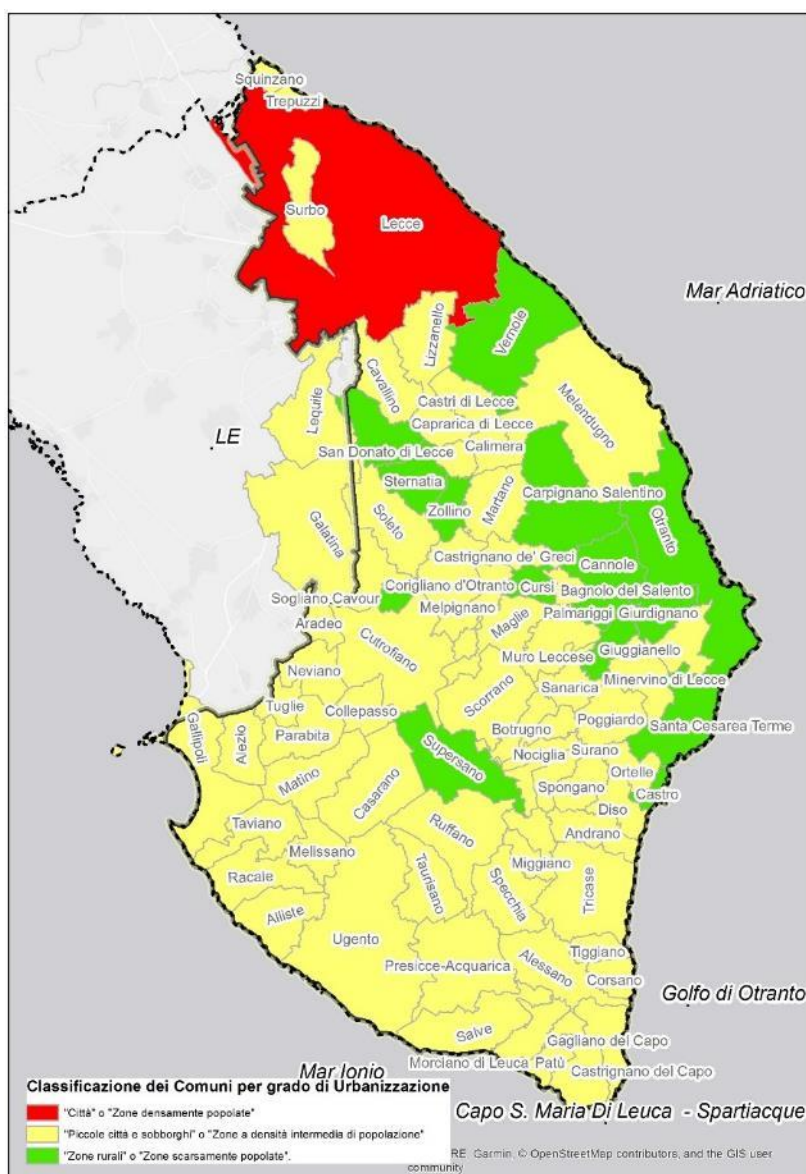 Squinzano
Trepuzzi
Surbo
Lecce
Mar Adriatico
Vernole
Lizzanello
Cavallino
Melendugno
Lequile
Castri di Lecce
Caprarica di Lecce
LE
San Donato di Lecce
Calimera
Sternatia
Martano
Carpignano Salentino
Zollino
Soleto
Otranto
Galatina
Castrignano de' Greci
Cannole
Corigliano d'Otranto
Cursi
Bagnolo del Salento
Sogliano Cavour
Melpignano
Palmariggi
Giurdignano
Aradeo
Maglie
Cutrofiano
Muro Leccese
Giuggianello
Neviano
Sanarica
Minervino di Lecce
Scorrano
Tuglie
Collepasso
Poggiardo
Santa Cesarea Terme
Gallipoli
Alezio
Parabita
Botrugno
Supersano
Nociglia
Surano
Ortelle
Matino
Casarano
Spongano
Castro
Diso
Taviano
Ruffano
Andrano
Melissano
Miggiano
Racale
Taurisano
Specchia
Tricase
Alliste
Ugento
Tiggiano
Presicce-Acquarica
Alessano
Corsano
Golfo di Otranto
Salve
Gagliano del Capo
Mar Ionio
Morciano di Leuca
Patù
Castrignano del Capo
Classificazione dei Comuni per grado di Urbanizzazione
"Città" o "Zone densamente popolate"
Capo S. Maria Di Leuca - Spartiacque
"Piccole città e sobborghi" o "Zone a densità intermedia di popolazione"
"Zone rurali" o "Zone scarsamente popolate".
RE, Garmin, © OpenStreetMap contributors, and the GIS user
community